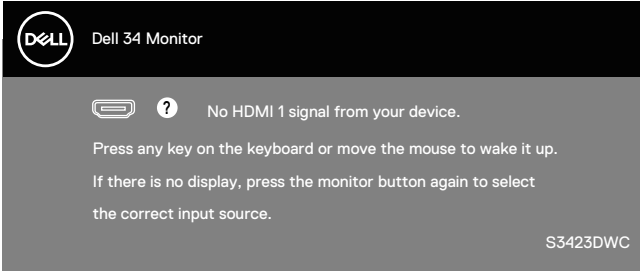 DELL
Dell 34 Monitor
? No HDMI 1 signal from your device.
Press any key on the keyboard or move the mouse to wake it up.
If there is no display, press the monitor button again to select
the correct input source.
S3423DWC